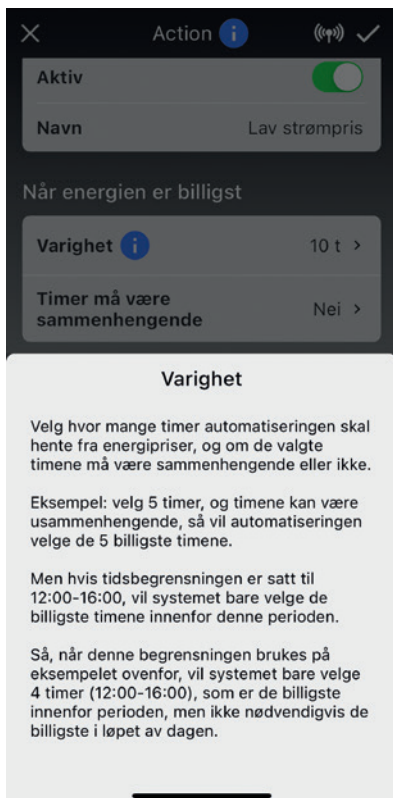 Action
Aktiv
Navn Lav strømpris
Når energien er billigst
Varighet 10 t
Timer må være
sammenhengende Nei
Varighet
Velg hvor mange timer automatiseringen skal
hente fra energipriser, og om de valgte
timene må være sammenhengende eller ikke.
Eksempel: velg 5 timer, og timene kan være
usammenhengende, så vil automatiseringen
velge de 5 billigste timene.
Men hvis tidsbegrensningen er satt til
12:00-16:00, vil systemet bare velge de
billigste timene innenfor denne perioden.
Så, når denne begrensningen brukes på
eksempelet ovenfor, vil systemet bare velge
4 timer (12:00-16:00), som er de billigste
innenfor perioden, men ikke nødvendigvis de
billigste i løpet av dagen.